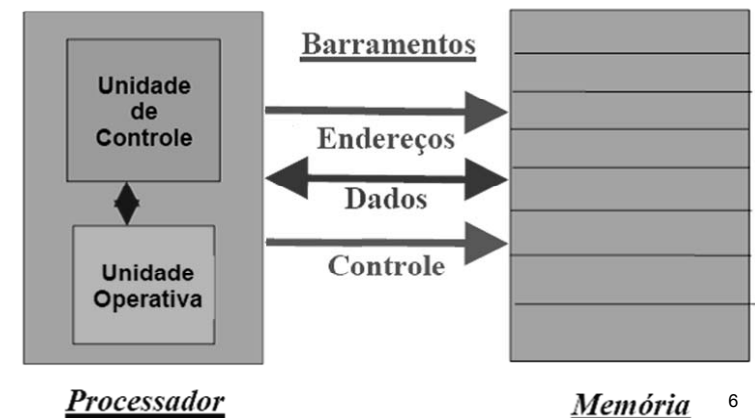 Barramentos
Unidade
de
Controle
Endereços
Dados
Controle
Unidade
Operativa
Processador
Memória
6